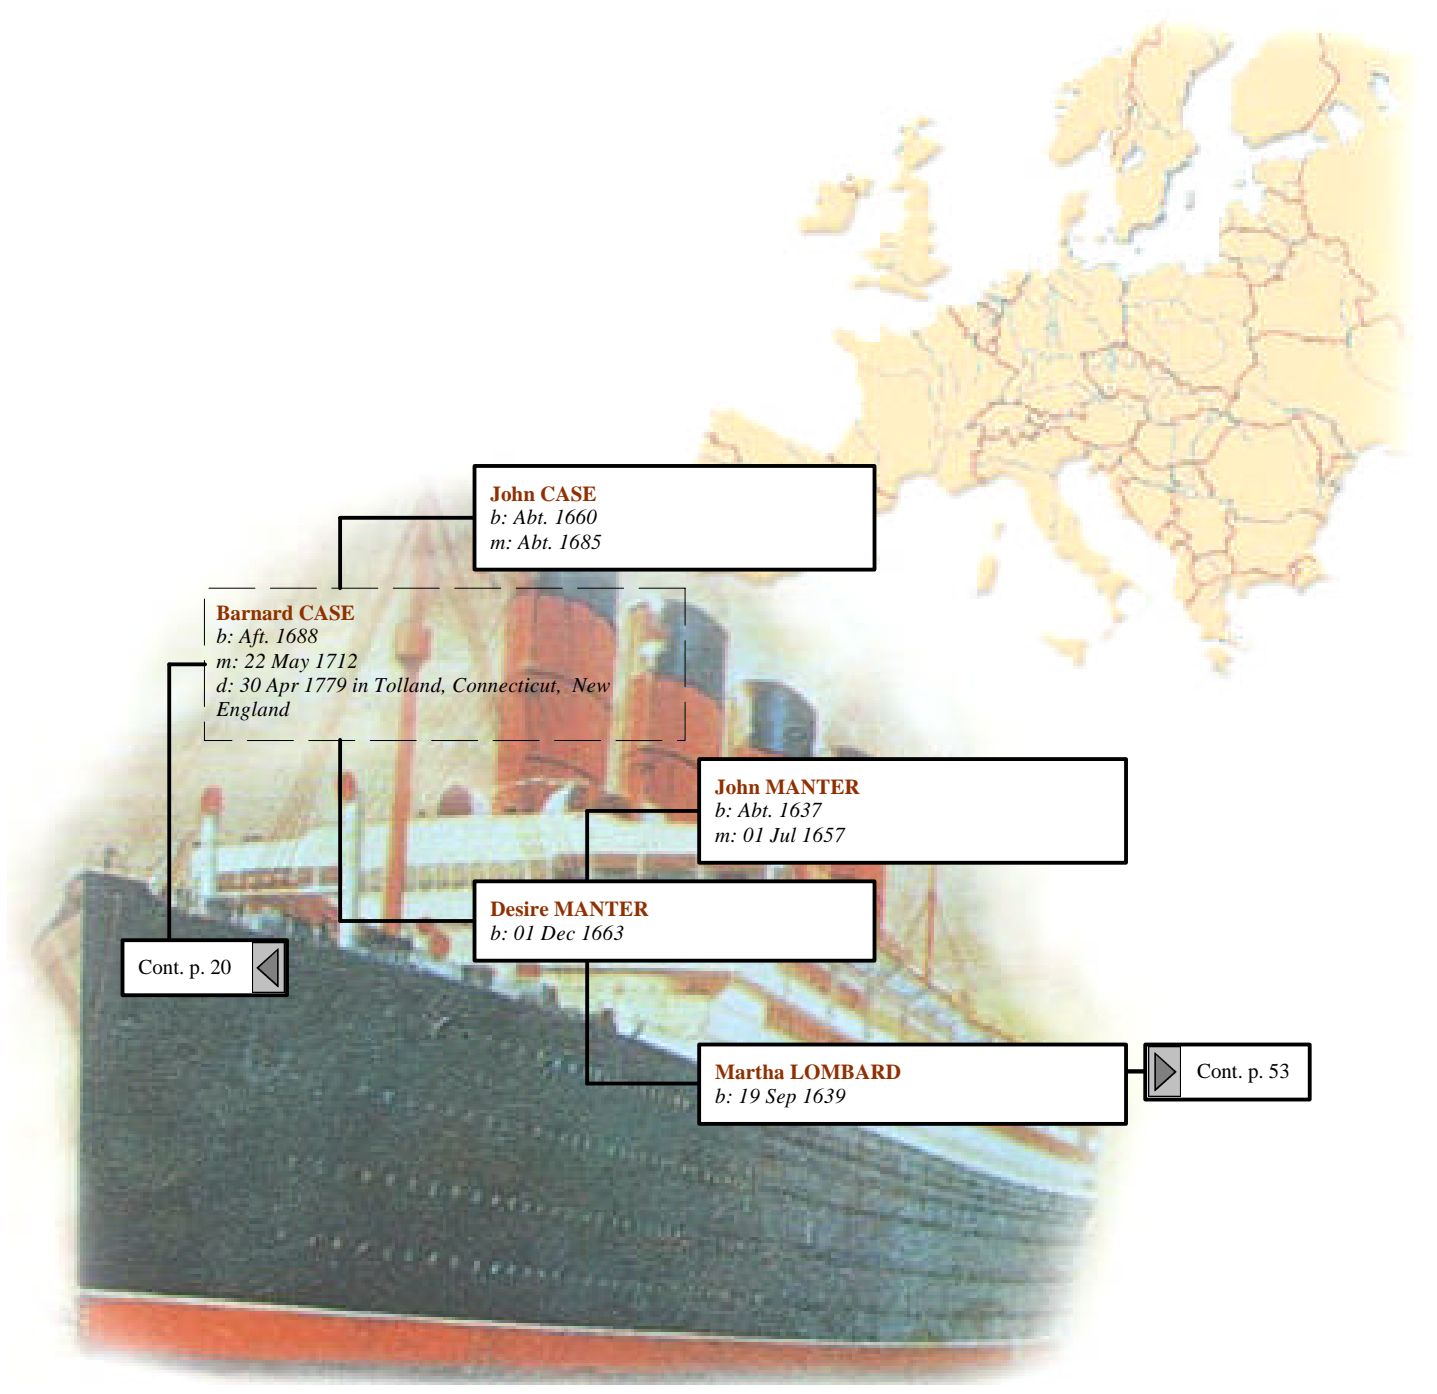 John CASE
b: Abt. 1660
m: Abt. 1685
Barnard CASE
b: Aft. 1688
m: 22 May 1712
d: 30 Apr 1779 in Tolland, Connecticut, New
England
John MANTER
b: Abt. 1637
m: 01 Jul 1657
Desire MANTER
b: 01 Dec 1663
Cont. p. 20
Martha LOMBARD
b: 19 Sep 1639
Cont. p. 53